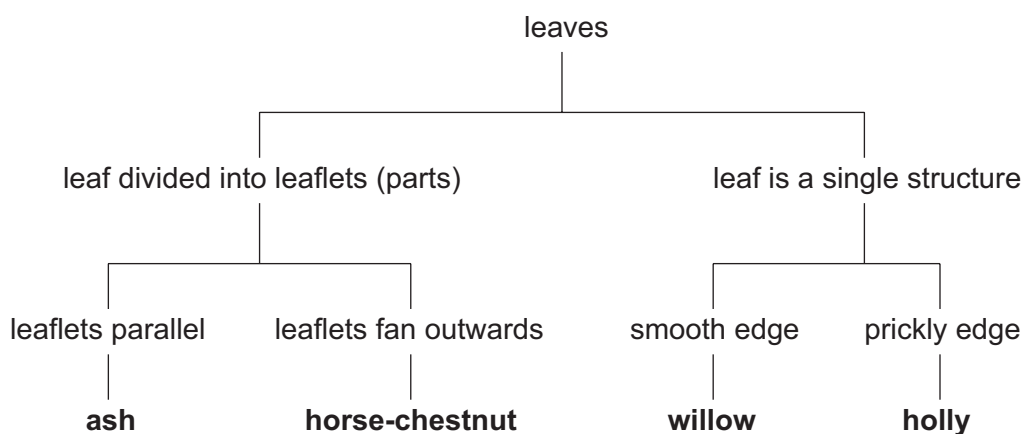 leaves
leaf divided into leaflets (parts)
leaf is a single structure
leaflets parallel
leaflets fan outwards
smooth edge
prickly edge
ash
horse-chestnut
willow
holly